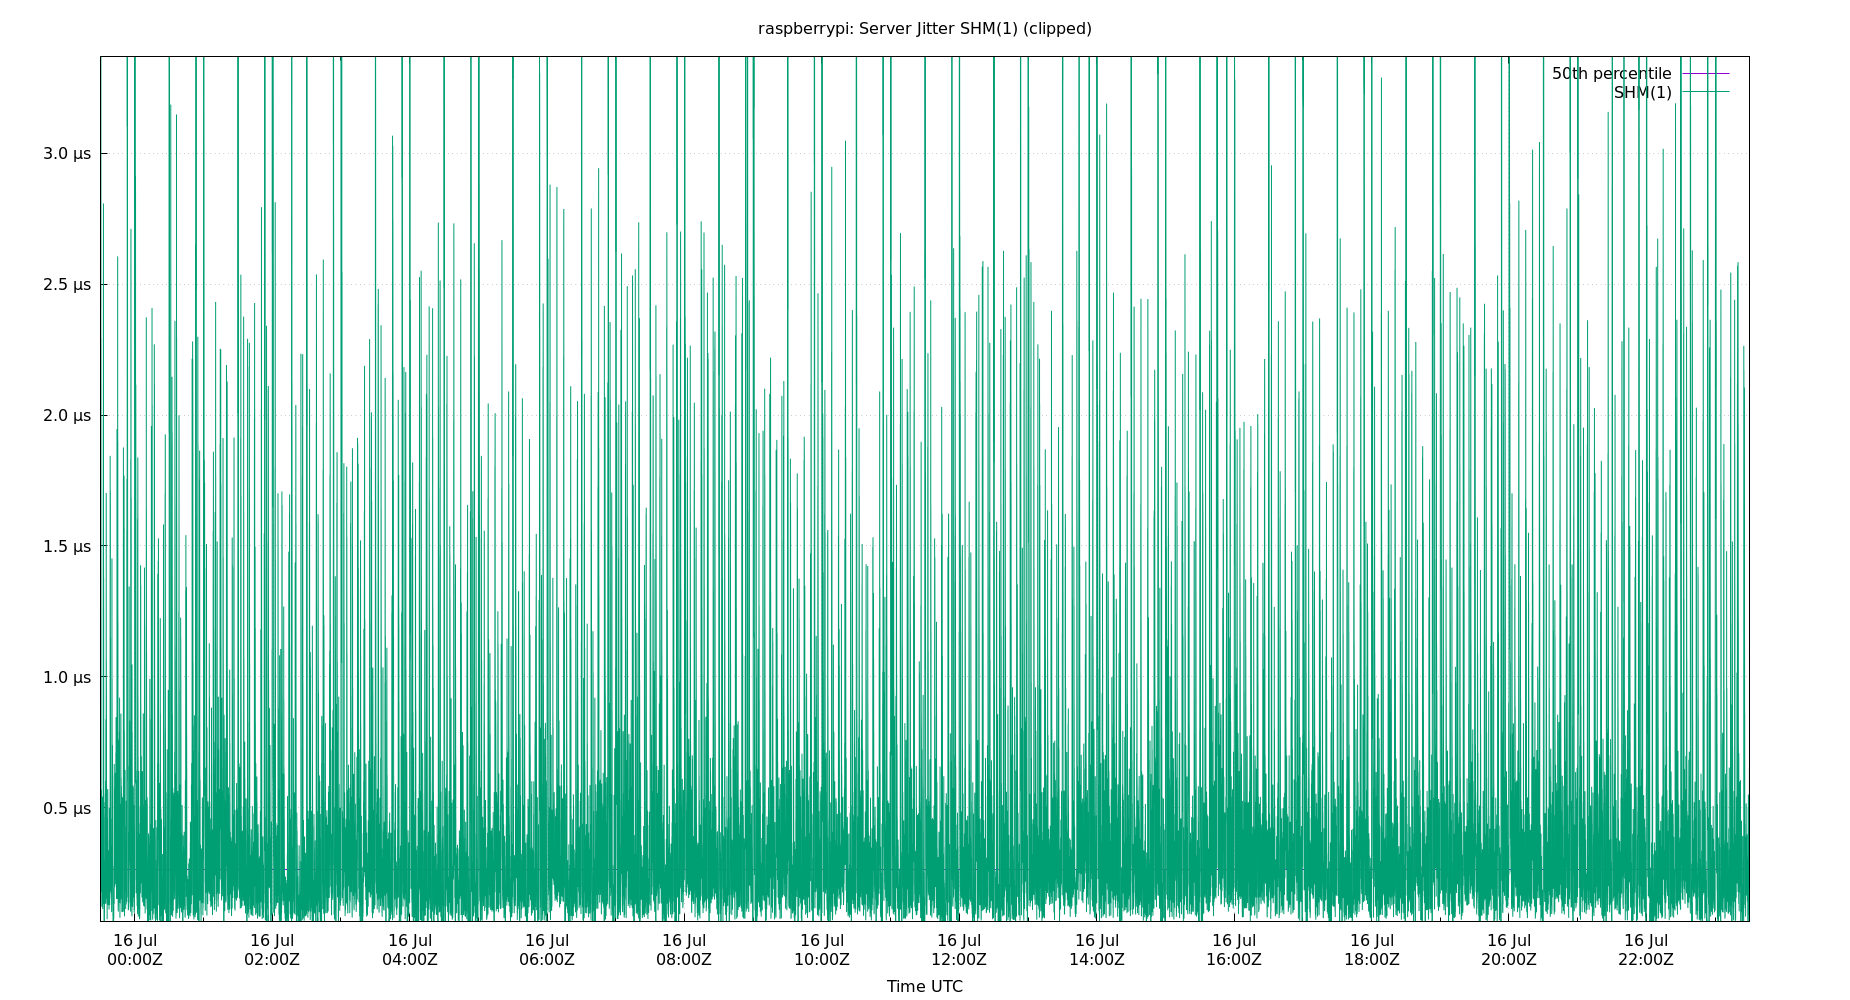 raspberrypi: Server Jitter SHM(1) (clipped)
50th percentile
SHM(1)
3.0 µs
2.5 µs
2.0 µs
1.5 µs
1.0 µs
0.5 µs
16 Jul 16 Jul 16 Jul 16 Jul 16 Jul 16 Jul 16 Jul 16 Jul 16 Jul 16 Jul 16 Jul 16 Jul
00:00Z 02:00Z 04:00Z 06:00Z 08:00Z 10:00Z 12:00Z 14:00Z 16:00Z 18:00Z 20:00Z 22:00Z
Time UTC